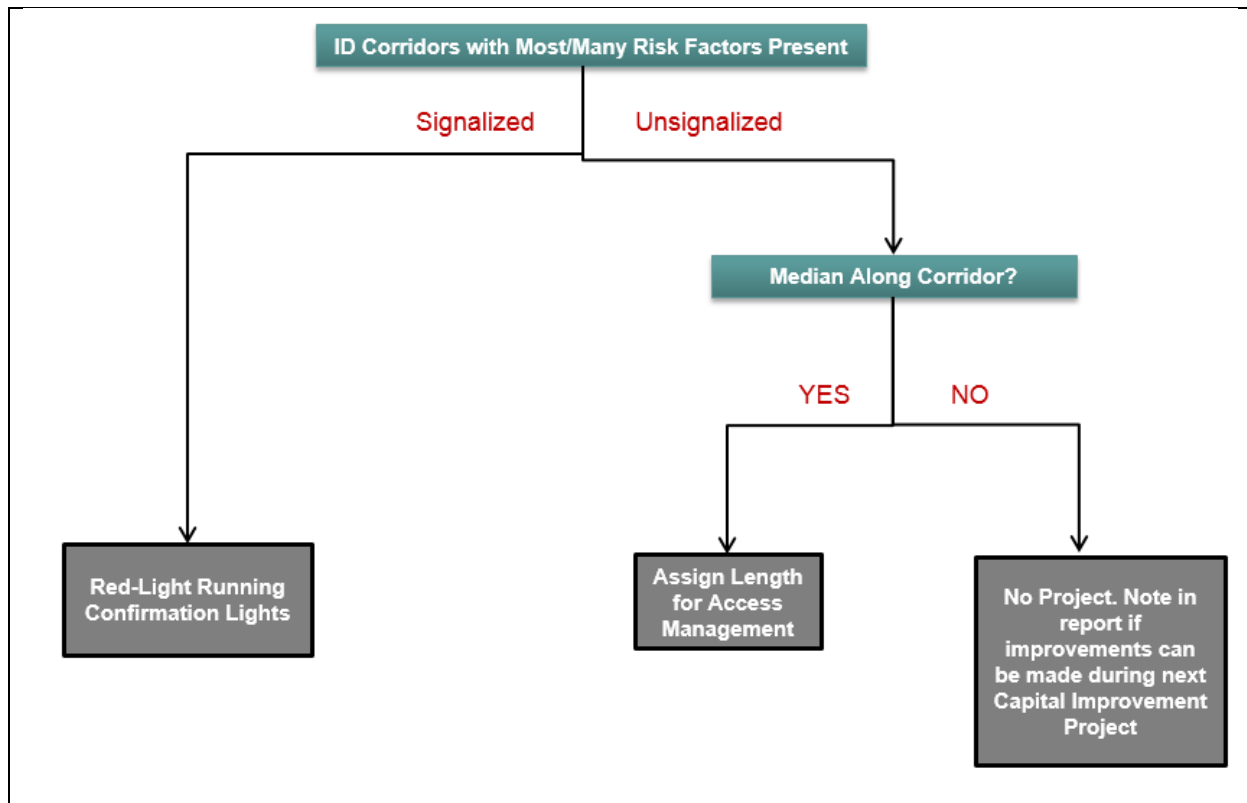 ID Corridors with Most/Many Risk Factors Present
Signalized
Unsignalized
Median Along Corridor?
YES
NO
Red-Light Running
Confirmation Lights
Assign Length
for Access
Management
No Project. Note in
report if
improvements can
be made during next
Capital Improvement
Project